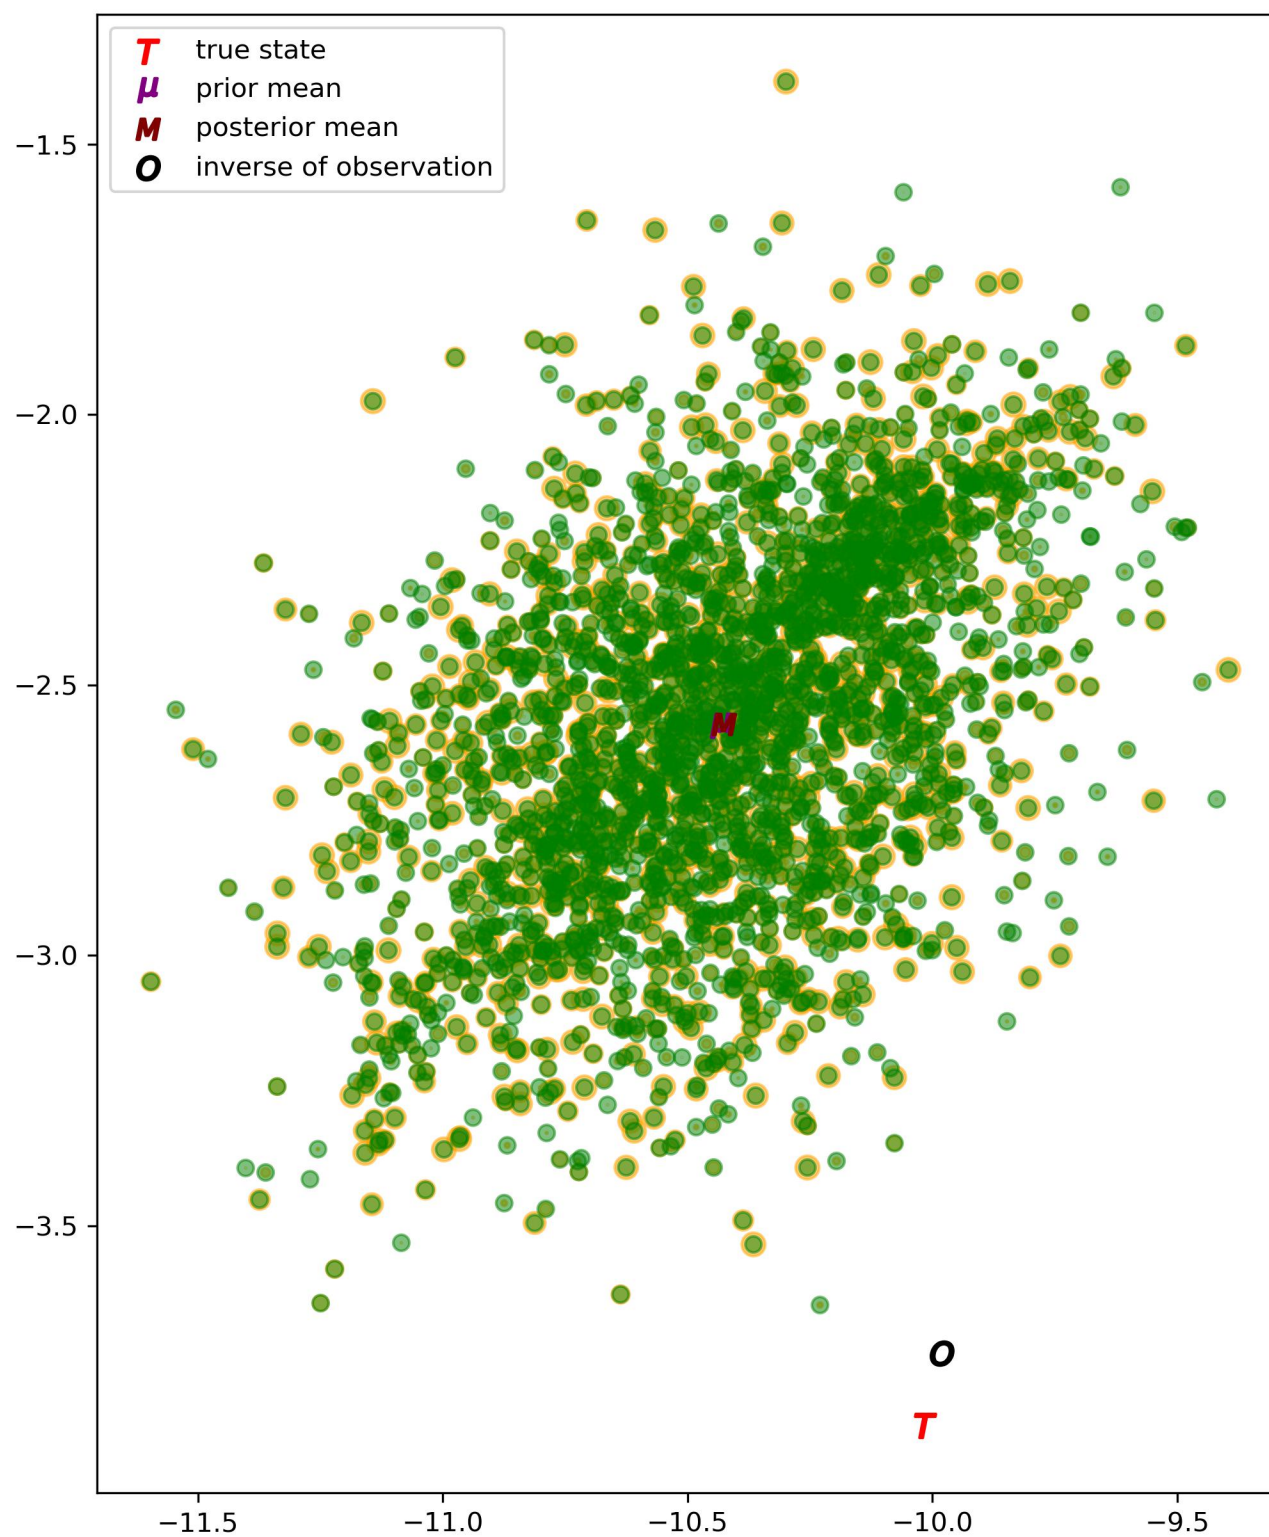 T true state
μ prior mean
M posterior mean
O inverse of observation
−1.5
−2.0
−2.5
M
−3.0
−3.5
O
T
−11.5 −11.0 −10.5 −10.0 −9.5